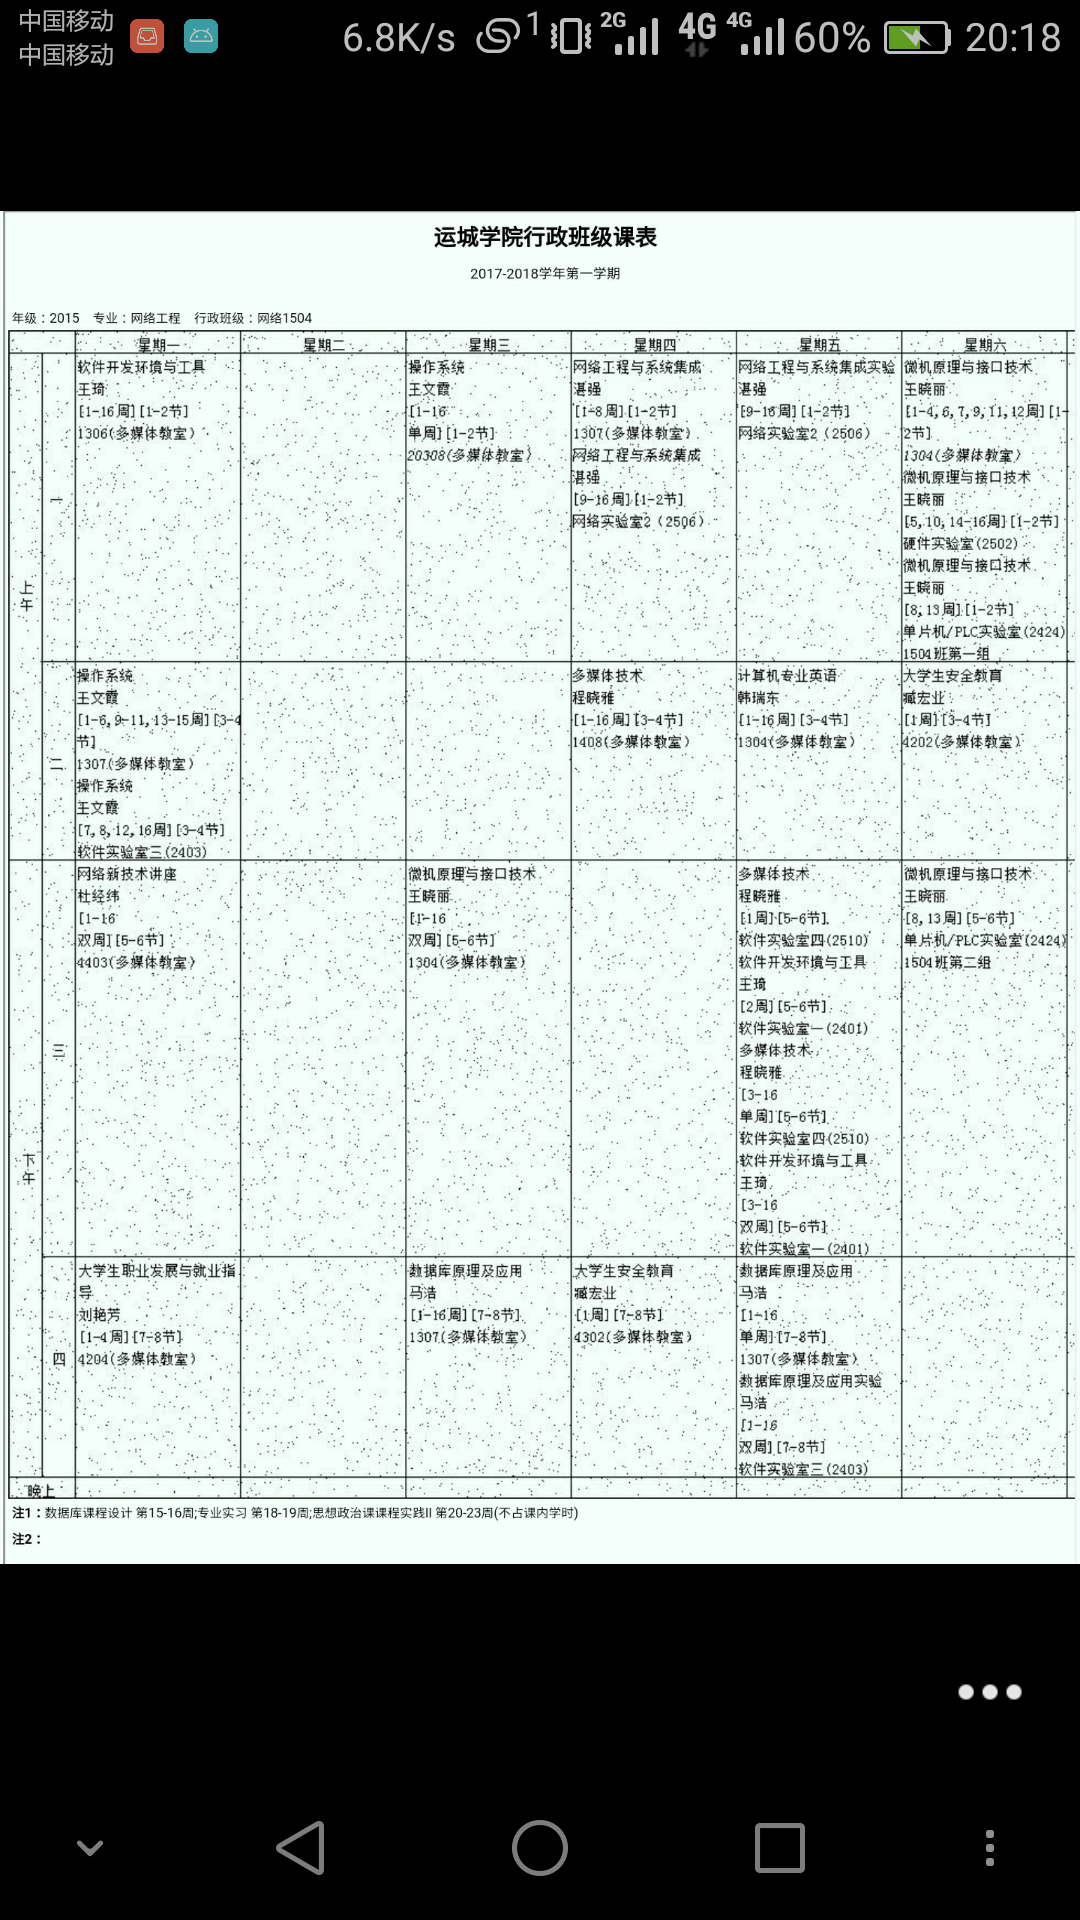 中国移动
中国移动
6.8K/s
1
2G
4G
4G
60%
20:18
运城学院行政班级课表
2017-2018学年第一学期
年级：2015 专业：网络工程 行政班级：网络1504
星期一 星期二 星期三 星期四 星期五 星期六
上午
一
软件开发环境与工具
王琦
[1-16周][1-2节]
1306(多媒体教室)
操作系统
王文霞
[1-16
单周][1-2节]
20308(多媒体教室)
网络工程与系统集成
湛强
[1-8周][1-2节]
1307(多媒体教室)
网络工程与系统集成
湛强
[9-16周][1-2节]
网络实验室2（2506）
网络工程与系统集成实验
湛强
[9-16周][1-2节]
网络实验室2（2506）
微机原理与接口技术
王晓丽
[1-4,6,7,9,11,12周][1-
2节]
1304(多媒体教室)
微机原理与接口技术
王晓丽
[5,10,14-16周][1-2节]
硬件实验室(2502)
微机原理与接口技术
王晓丽
[8,13周][1-2节]
单片机/PLC实验室(2424)
1504班第一组
二
操作系统
王文霞
[1-6,9-11,13-15周][3-4
节]
1307(多媒体教室)
操作系统
王文霞
[7,8,12,16周][3-4节]
软件实验室三(2403)
多媒体技术
程晓雅
[1-16周][3-4节]
1408(多媒体教室)
计算机专业英语
韩瑞东
[1-16周][3-4节]
1304(多媒体教室)
大学生安全教育
臧宏业
[1周][3-4节]
4202(多媒体教室)
下午
三
网络新技术讲座
杜经纬
[1-16
双周][5-6节]
4403(多媒体教室)
微机原理与接口技术
王晓丽
[1-16
双周][5-6节]
1304(多媒体教室)
多媒体技术
程晓雅
[1周][5-6节]
软件实验室四(2510)
软件开发环境与工具
王琦
[2周][5-6节]
软件实验室一(2401)
多媒体技术
程晓雅
[3-16
单周][5-6节]
软件实验室四(2510)
软件开发环境与工具
王琦
[3-16
双周][5-6节]
软件实验室一(2401)
微机原理与接口技术
王晓丽
[8,13周][5-6节]
单片机/PLC实验室(2424)
1504班第二组
四
大学生职业发展与就业指
导
刘艳芳
[1-4周][7-8节]
4204(多媒体教室)
数据库原理及应用
马浩
[1-16周][7-8节]
1307(多媒体教室)
大学生安全教育
臧宏业
[1周][7-8节]
4302(多媒体教室)
数据库原理及应用
马浩
[1-16
单周][7-8节]
1307(多媒体教室)
数据库原理及应用实验
马浩
[1-16
双周][7-8节]
软件实验室三(2403)
晚上
注1：数据库课程设计 第15-16周;专业实习 第18-19周;思想政治课课程实践II 第20-23周(不占课内学时)
注2：